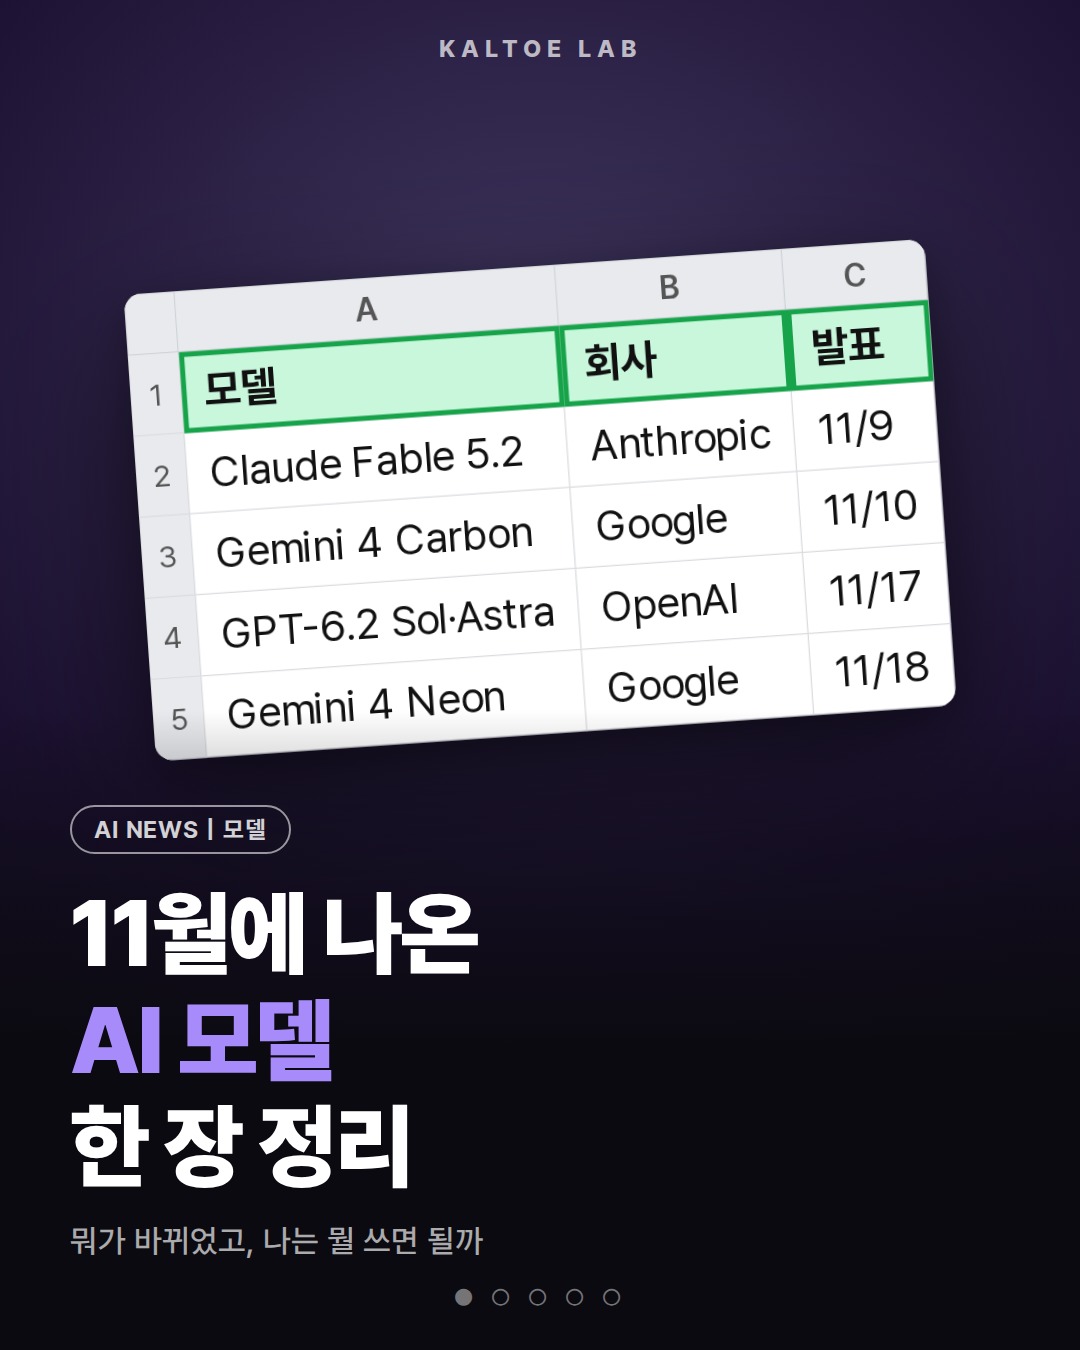 KALTOE LAB
A B C
1 모델 회사 발표
2 Claude Fable 5.2 Anthropic 11/9
3 Gemini 4 Carbon Google 11/10
4 GPT-6.2 Sol·Astra OpenAI 11/17
5 Gemini 4 Neon Google 11/18
AI NEWS | 모델
11월에 나온
AI 모델
한 장 정리
뭐가 바뀌었고, 나는 뭘 쓰면 될까